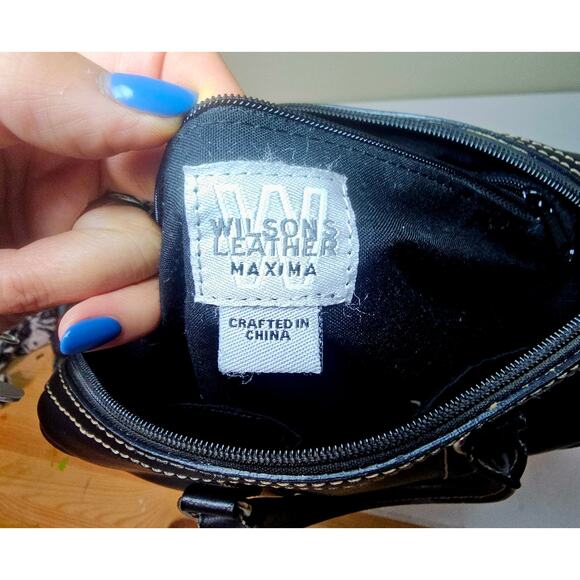 W
WILSONS
LEATHER
MAXIMA
CRAFTED IN
CHINA